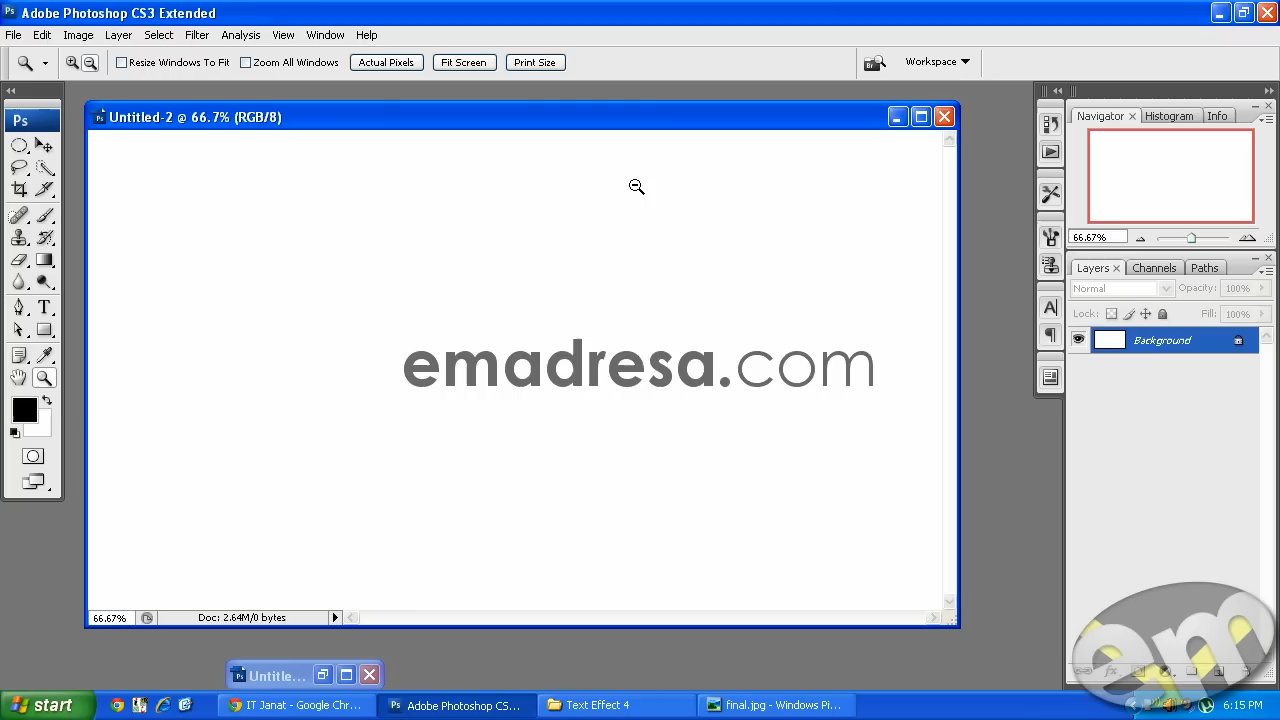 Adobe Photoshop CS3 Extended
File Edit Image Layer Select Filter Analysis View Window Help
Resize Windows To Fit Zoom All Windows Actual Pixels Fit Screen Print Size Workspace
Ps
Untitled-2 @ 66.7% (RGB/8)
Navigator Histogram Info
66.67%
Layers Channels Paths
Normal Opacity: 100%
Lock: Fill: 100%
Background
emadresa.com
66.67% Doc: 2.64M/0 bytes
Untitle...
em
start IT Janat - Google Chr... Adobe Photoshop CS... Text Effect 4 final.jpg - Windows Pi... 6:15 PM